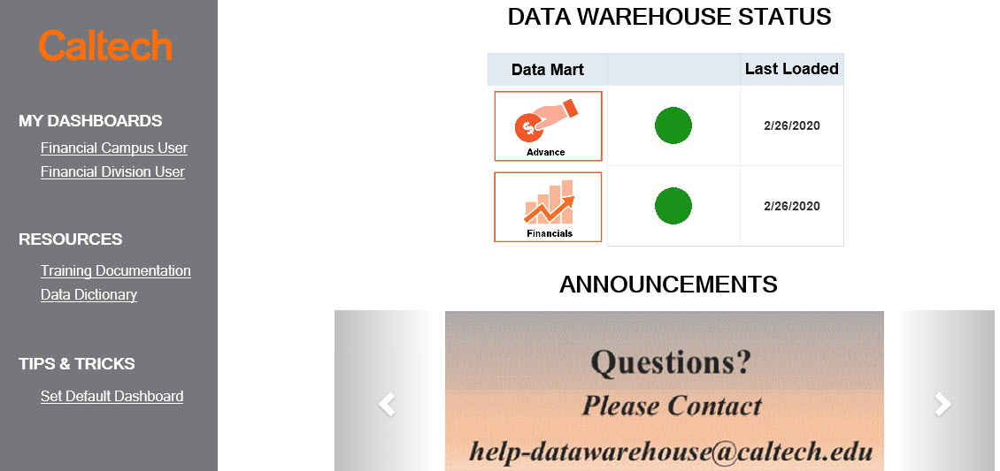 Caltech
MY DASHBOARDS
Financial Campus User
Financial Division User
RESOURCES
Training Documentation
Data Dictionary
TIPS & TRICKS
Set Default Dashboard
DATA WAREHOUSE STATUS
Data Mart Last Loaded
$
Advance
2/26/2020
Financials
2/26/2020
ANNOUNCEMENTS
Questions?
Please Contact
help-datawarehouse@caltech.edu